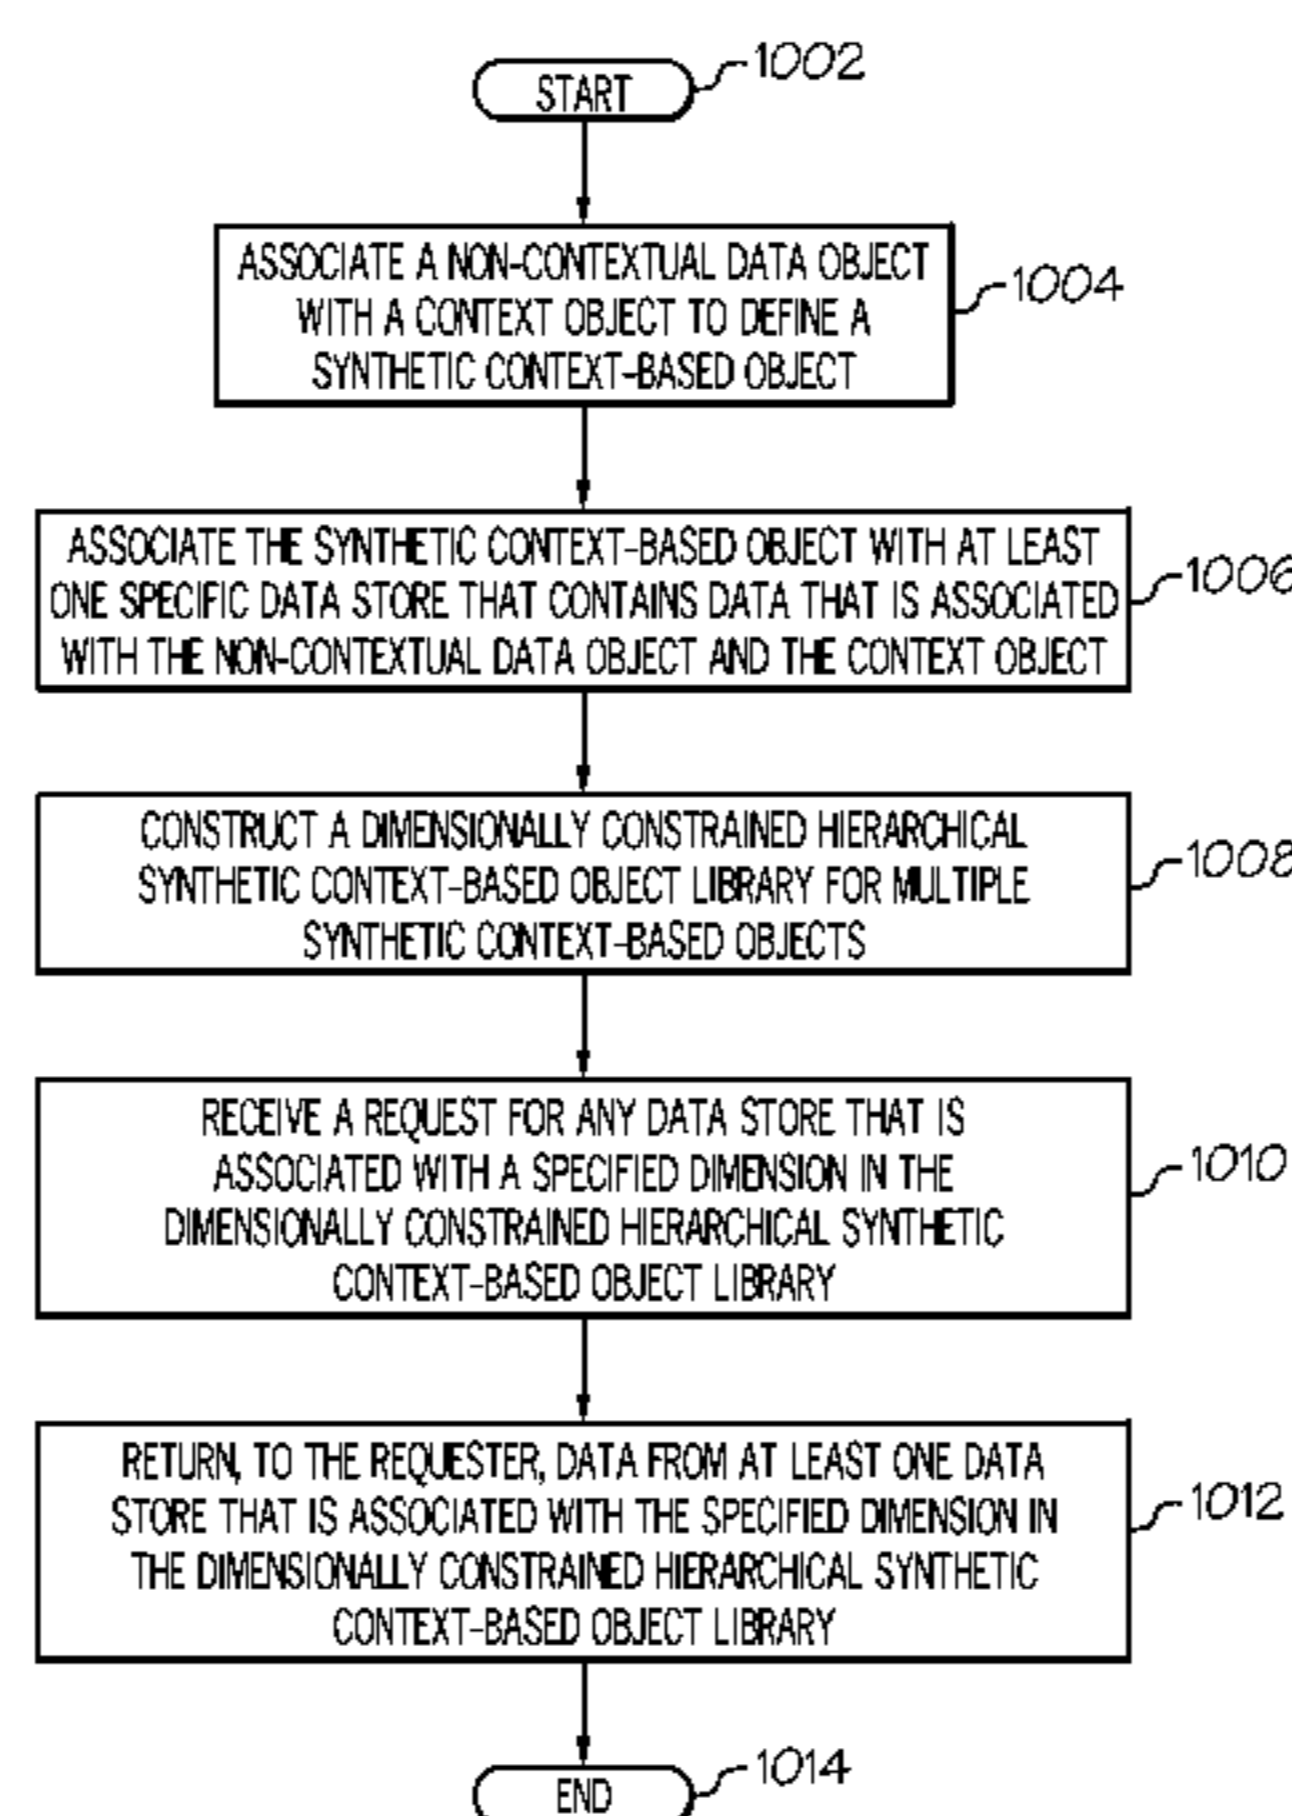 START
1002
ASSOCIATE A NON-CONTEXTUAL DATA OBJECT
WITH A CONTEXT OBJECT TO DEFINE A
SYNTHETIC CONTEXT-BASED OBJECT
1004
ASSOCIATE THE SYNTHETIC CONTEXT-BASED OBJECT WITH AT LEAST
ONE SPECIFIC DATA STORE THAT CONTAINS DATA THAT IS ASSOCIATED
WITH THE NON-CONTEXTUAL DATA OBJECT AND THE CONTEXT OBJECT
1006
CONSTRUCT A DIMENSIONALLY CONSTRAINED HIERARCHICAL
SYNTHETIC CONTEXT-BASED OBJECT LIBRARY FOR MULTIPLE
SYNTHETIC CONTEXT-BASED OBJECTS
1008
RECEIVE A REQUEST FOR ANY DATA STORE THAT IS
ASSOCIATED WITH A SPECIFIED DIMENSION IN THE
DIMENSIONALLY CONSTRAINED HIERARCHICAL SYNTHETIC
CONTEXT-BASED OBJECT LIBRARY
1010
RETURN, TO THE REQUESTER, DATA FROM AT LEAST ONE DATA
STORE THAT IS ASSOCIATED WITH THE SPECIFIED DIMENSION IN
THE DIMENSIONALLY CONSTRAINED HIERARCHICAL SYNTHETIC
CONTEXT-BASED OBJECT LIBRARY
1012
END
1014